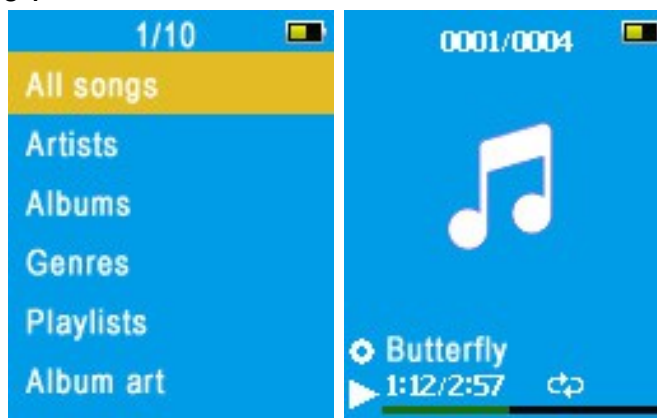 1/10
All songs
Artists
Albums
Genres
Playlists
Album art
0001/0004
Butterfly
1:12/2:57